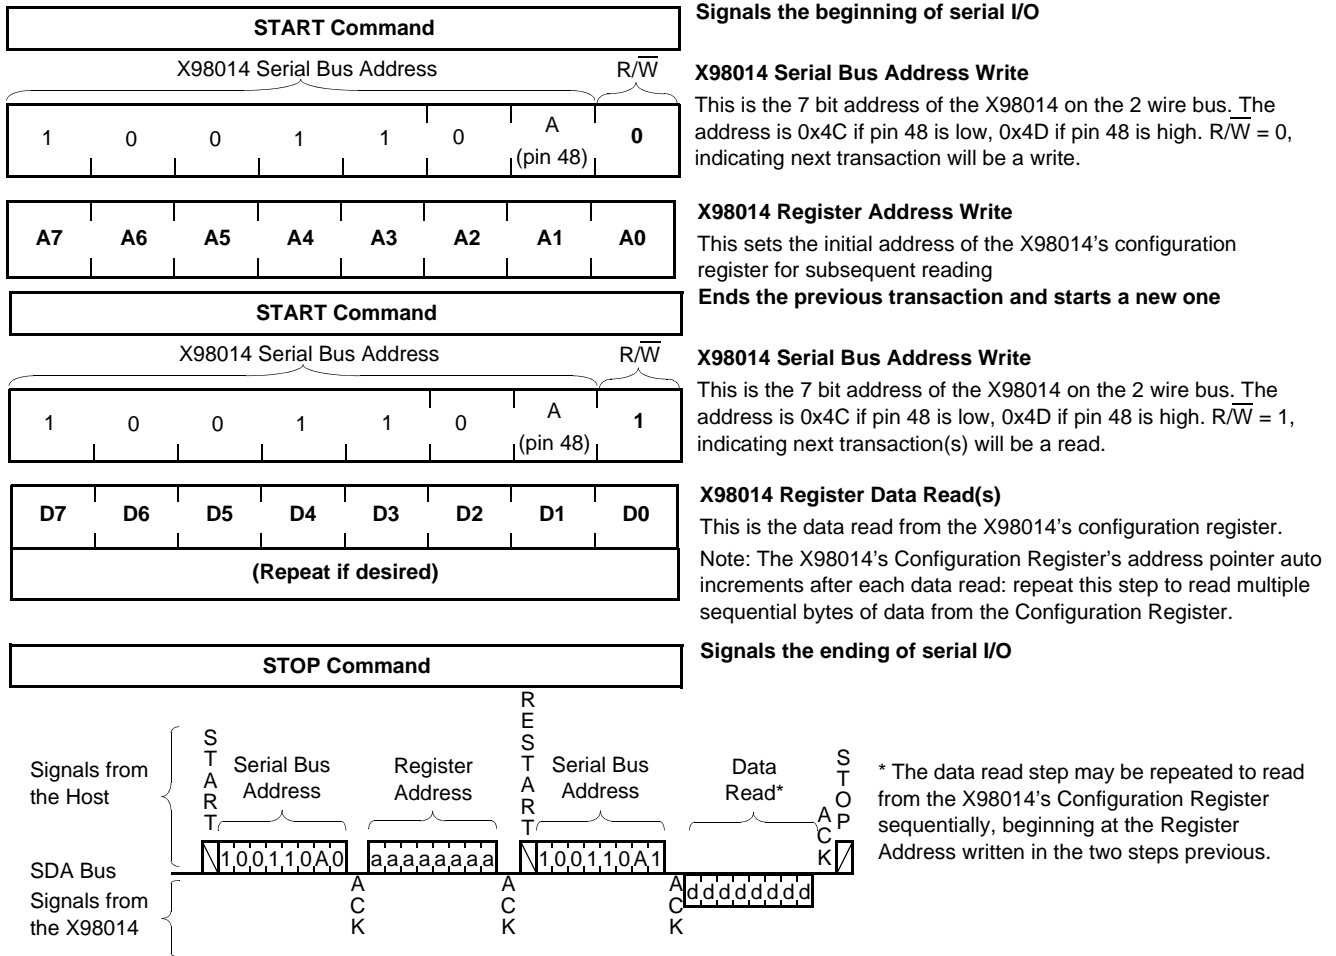 START Command
Signals the beginning of serial I/O
X98014 Serial Bus Address R/W̅
X98014 Serial Bus Address Write
1 0 0 1 1 0 A (pin 48) 0
This is the 7 bit address of the X98014 on the 2 wire bus. The
address is 0x4C if pin 48 is low, 0x4D if pin 48 is high. R/W̅ = 0,
indicating next transaction will be a write.
A7 A6 A5 A4 A3 A2 A1 A0
X98014 Register Address Write
This sets the initial address of the X98014's configuration
register for subsequent reading
START Command
Ends the previous transaction and starts a new one
X98014 Serial Bus Address R/W̅
X98014 Serial Bus Address Write
1 0 0 1 1 0 A (pin 48) 1
This is the 7 bit address of the X98014 on the 2 wire bus. The
address is 0x4C if pin 48 is low, 0x4D if pin 48 is high. R/W̅ = 1,
indicating next transaction(s) will be a read.
D7 D6 D5 D4 D3 D2 D1 D0
(Repeat if desired)
X98014 Register Data Read(s)
This is the data read from the X98014's configuration register.
Note: The X98014's Configuration Register's address pointer auto
increments after each data read: repeat this step to read multiple
sequential bytes of data from the Configuration Register.
STOP Command
Signals the ending of serial I/O
Signals from
the Host
START
Serial Bus
Address
Register
Address
RESTART
Serial Bus
Address
Data
Read*
ACK
STOP
1 0 0 1 1 0 A 0
a a a a a a a a
1 0 0 1 1 0 A 1
SDA Bus
Signals from
the X98014
ACK
ACK
ACK
d d d d d d d d
* The data read step may be repeated to read
from the X98014's Configuration Register
sequentially, beginning at the Register
Address written in the two steps previous.